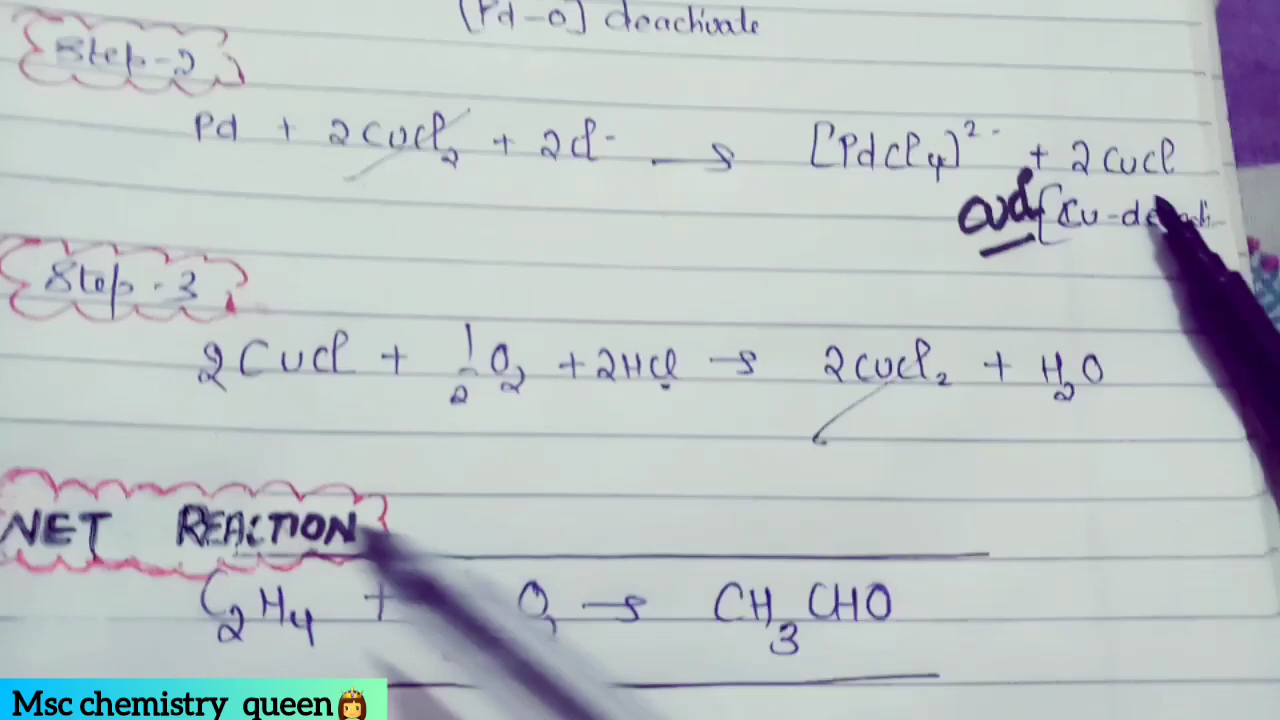 [Pd-0] deactivate
Step-2
Pd + 2CuCl₂ + 2Cl⁻ → [PdCl₄]²⁻ + 2CuCl
[Cu-
Step-3
2CuCl + 1/2 O₂ + 2HCl → 2CuCl₂ + H₂O
NET REACTION
C₂H₄ + O₂ → CH₃CHO
Msc chemistry queen👸